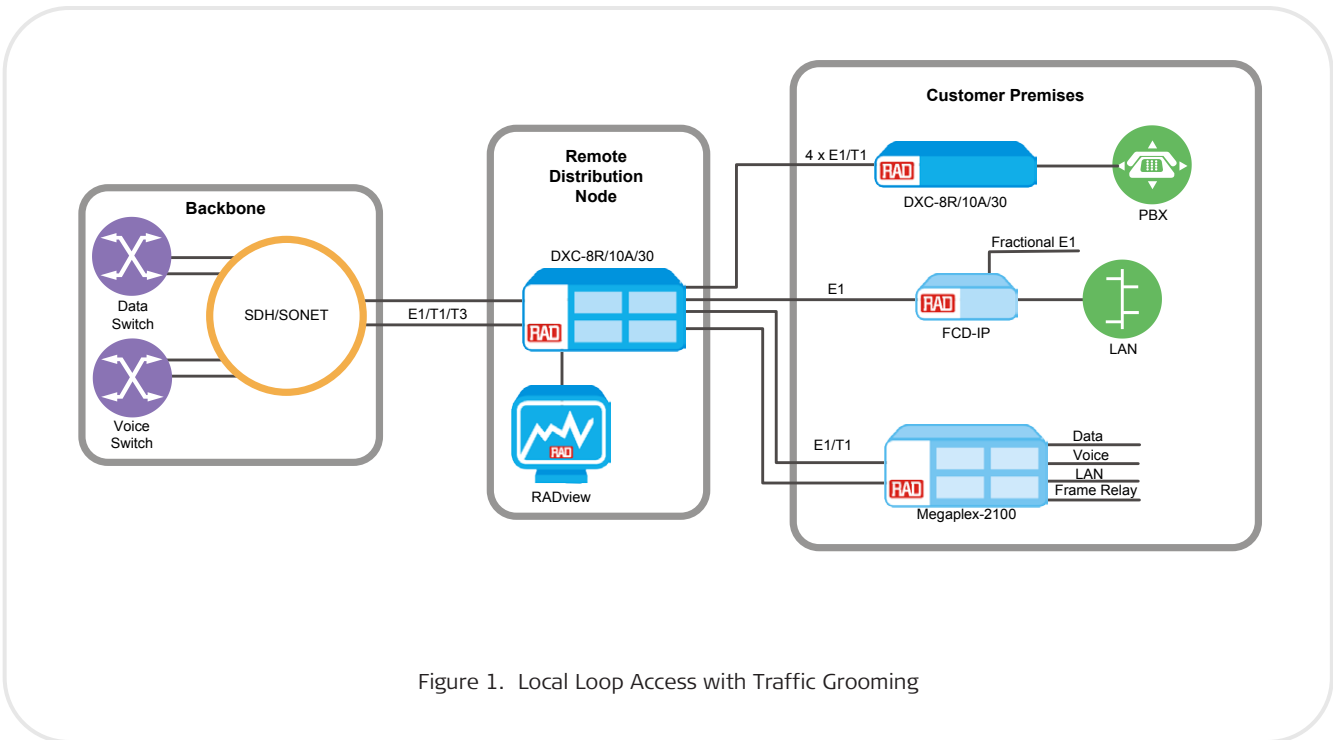 Backbone
Data
Switch
Voice
Switch
SDH/SONET
E1/T1/T3
Remote
Distribution
Node
DXC-8R/10A/30
RAD
RAD
RADview
Customer Premises
4 x E1/T1
RAD
DXC-8R/10A/30
PBX
Fractional E1
E1
RAD
FCD-IP
LAN
E1/T1
RAD
Megaplex-2100
Data
Voice
LAN
Frame Relay
Figure 1. Local Loop Access with Traffic Grooming